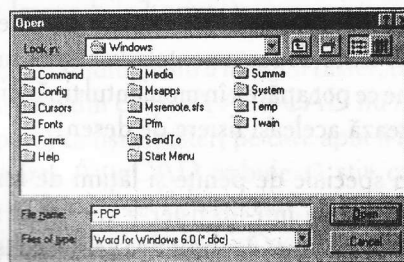 Open
Look in: Windows
Command Media Summa
Config Msapps System
Cursors Msremote.sfs Temp
Fonts Pfm Twain
Forms SendTo
Help Start Menu
File name: *.PCP Open
Files of type: Word for Windows 6.0 (*.doc) Cancel